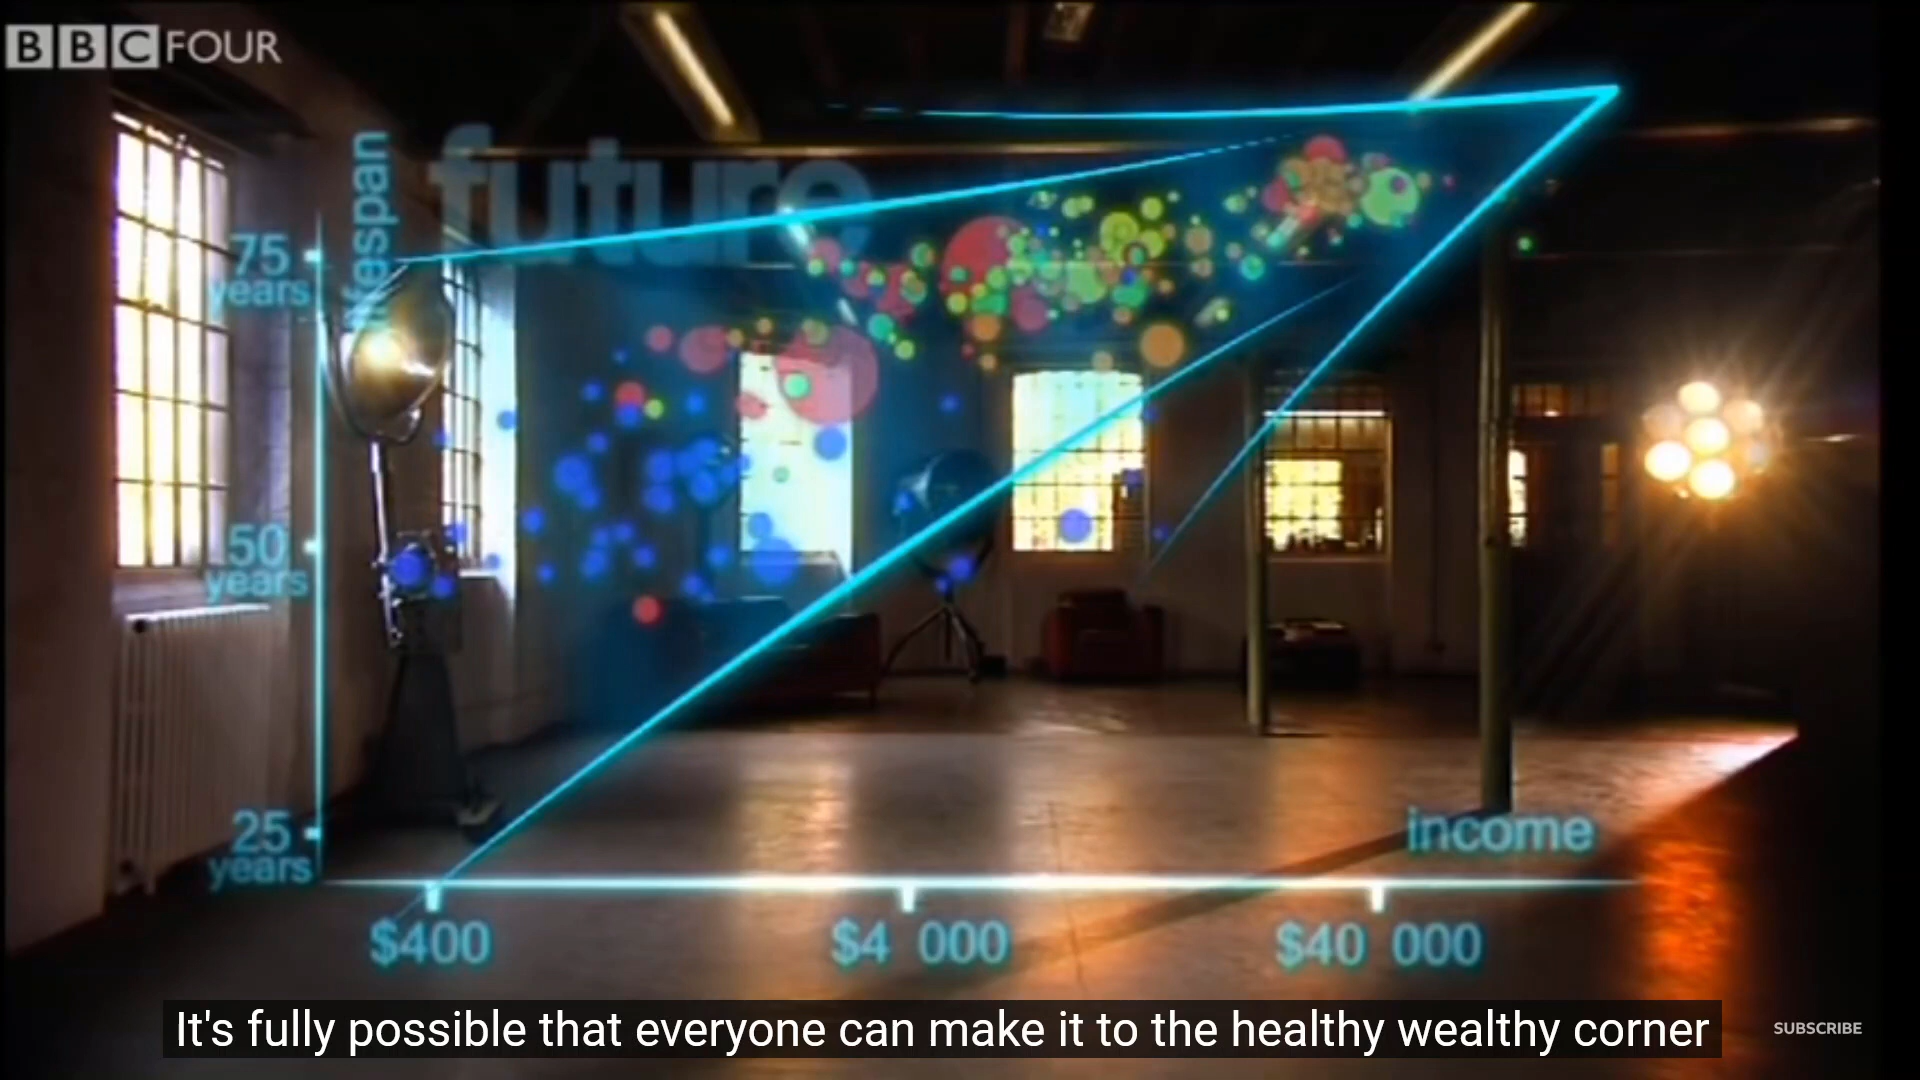 BBC FOUR
future
lifespan
75
years
50
years
25
years
income
$400
$4 000
$40 000
It's fully possible that everyone can make it to the healthy wealthy corner
SUBSCRIBE